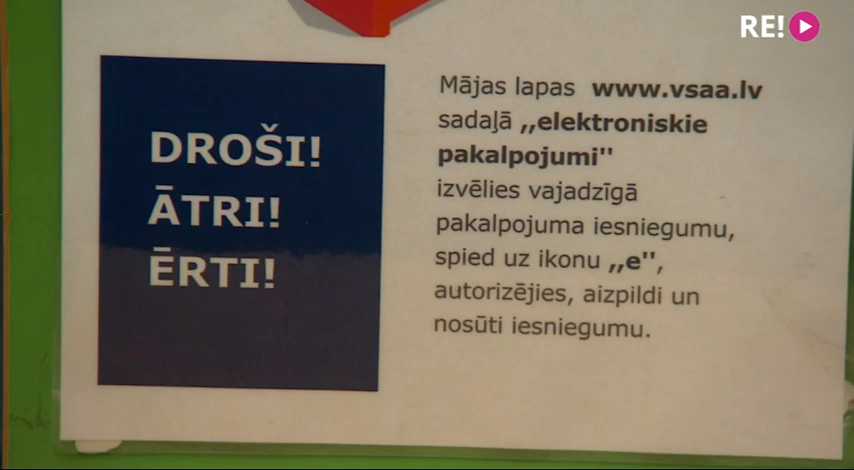 RE!
DROŠI!
ĀTRI!
ĒRTI!
Mājas lapas www.vsaa.lv
sadaļā ,,elektroniskie
pakalpojumi"
izvēlies vajadzīgā
pakalpojuma iesniegumu,
spied uz ikonu ,,e",
autorizējies, aizpildi un
nosūti iesniegumu.